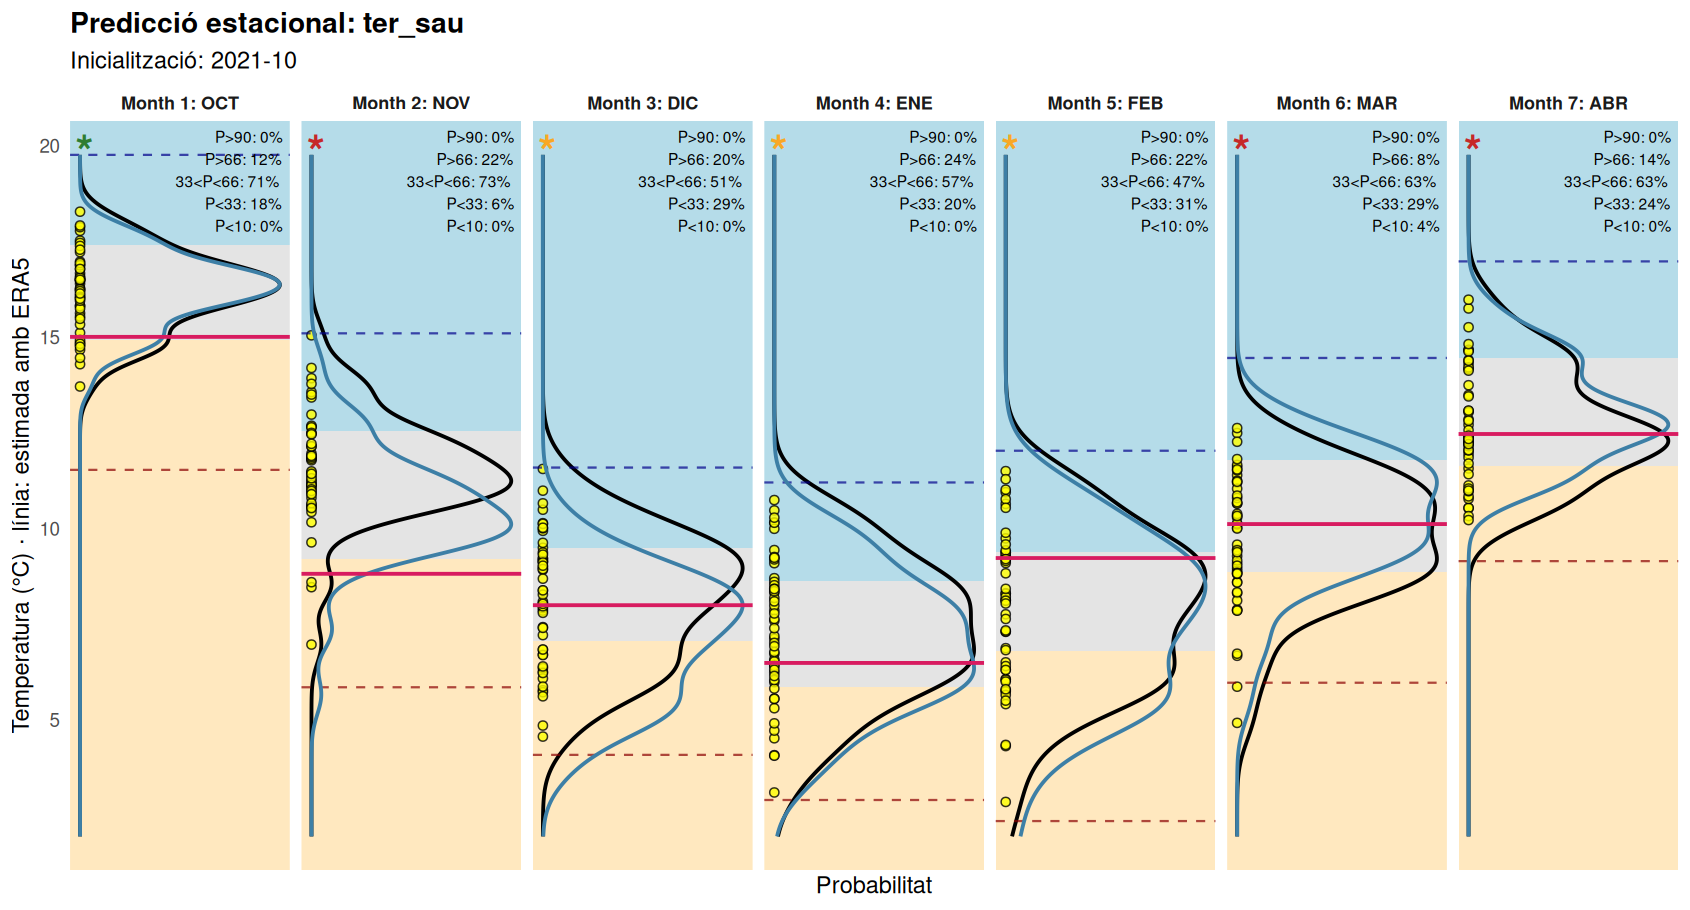 Predicció estacional: ter_sau
Inicialització: 2021-10
Month 1: OCT
Month 2: NOV
Month 3: DIC
Month 4: ENE
Month 5: FEB
Month 6: MAR
Month 7: ABR
P>90: 0%
P>66: 12%
33<P<66: 71%
P<33: 18%
P<10: 0%
P>90: 0%
P>66: 22%
33<P<66: 73%
P<33: 6%
P<10: 0%
P>90: 0%
P>66: 20%
33<P<66: 51%
P<33: 29%
P<10: 0%
P>90: 0%
P>66: 24%
33<P<66: 57%
P<33: 20%
P<10: 0%
P>90: 0%
P>66: 22%
33<P<66: 47%
P<33: 31%
P<10: 0%
P>90: 0%
P>66: 8%
33<P<66: 63%
P<33: 29%
P<10: 4%
P>90: 0%
P>66: 14%
33<P<66: 63%
P<33: 24%
P<10: 0%
20
15
10
5
Temperatura (°C) · línia: estimada amb ERA5
Probabilitat